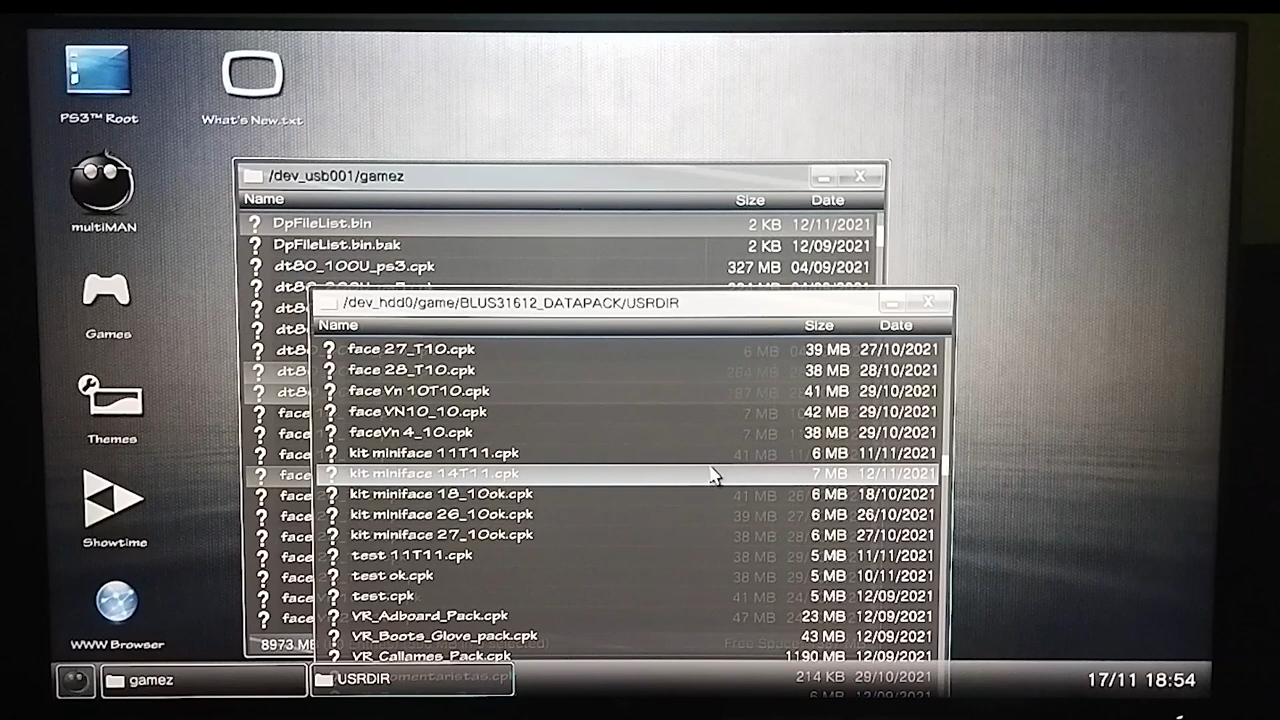 PS3™ Root
What's New.txt
multiMAN
Games
Themes
Showtime
WWW Browser
/dev_usb001/gamez
Name Size Date
DpFileList.bin 2 KB 12/11/2021
DpFileList.bin.bak 2 KB 12/09/2021
dt80_100U_ps3.cpk 327 MB 04/09/2021
/dev_hdd0/game/BLUS31612_DATAPACK/USRDIR
Name Size Date
face 27_T10.cpk 39 MB 27/10/2021
face 28_T10.cpk 38 MB 28/10/2021
faceVn 10T10.cpk 41 MB 29/10/2021
faceVN10_10.cpk 42 MB 29/10/2021
faceVn 4_10.cpk 38 MB 29/10/2021
kit miniface 11T11.cpk 6 MB 11/11/2021
kit miniface 14T11.cpk 7 MB 12/11/2021
kit miniface 18_10ok.cpk 6 MB 18/10/2021
kit miniface 26_10ok.cpk 6 MB 26/10/2021
kit miniface 27_10ok.cpk 6 MB 27/10/2021
test 11T11.cpk 5 MB 11/11/2021
test ok.cpk 5 MB 10/11/2021
test.cpk 5 MB 12/09/2021
VR_Adboard_Pack.cpk 23 MB 12/09/2021
VR_Boots_Glove_pack.cpk 43 MB 12/09/2021
VR_Callames_Pack.cpk 1190 MB 12/09/2021
214 KB 29/10/2021
8973 MB
gamez
USRDIR
17/11 18:54